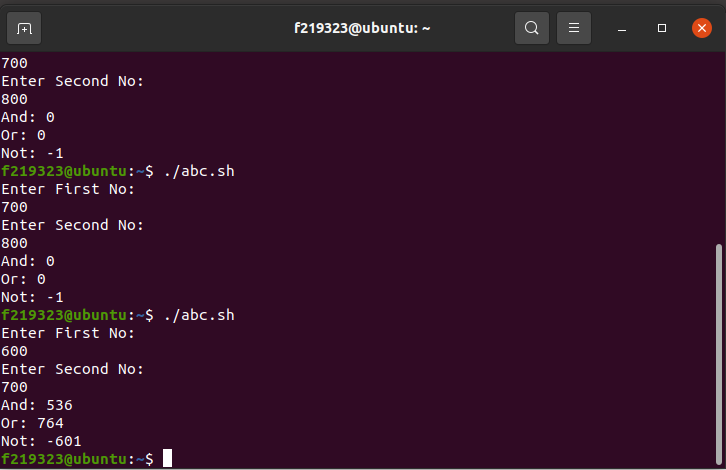 f219323@ubuntu: ~
700
Enter Second No:
800
And: 0
Or: 0
Not: -1
f219323@ubuntu:~$ ./abc.sh
Enter First No:
700
Enter Second No:
800
And: 0
Or: 0
Not: -1
f219323@ubuntu:~$ ./abc.sh
Enter First No:
600
Enter Second No:
700
And: 536
Or: 764
Not: -601
f219323@ubuntu:~$